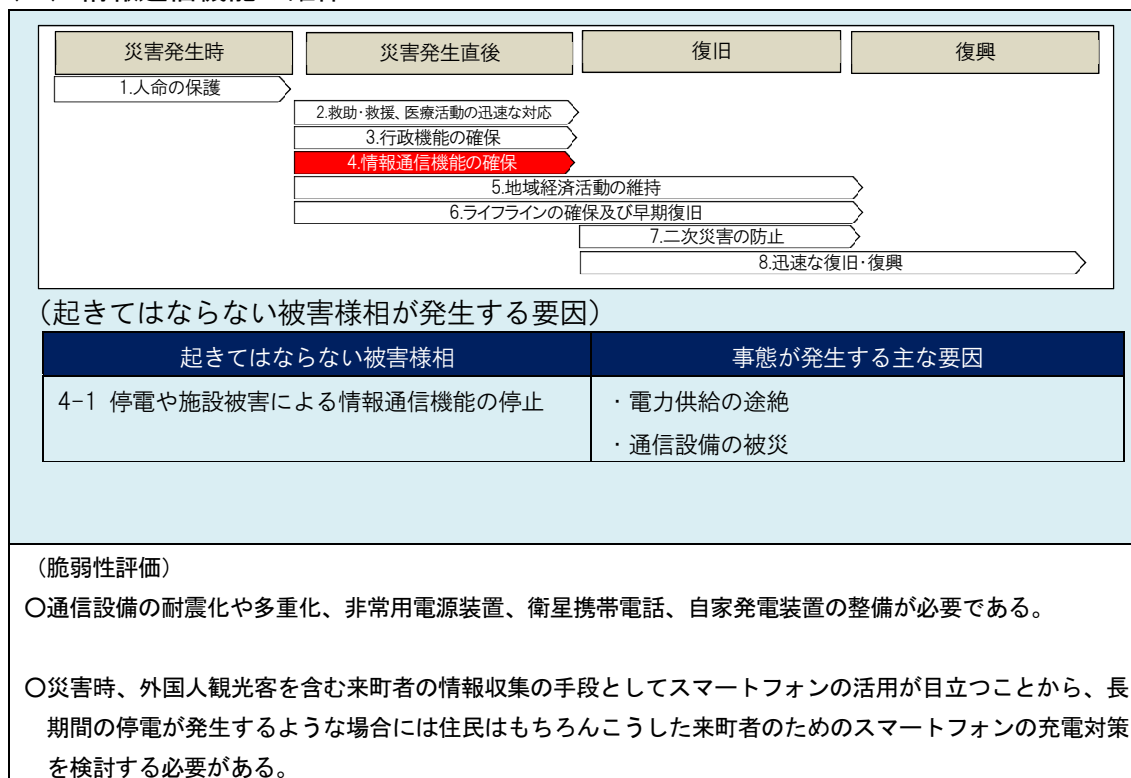 災害発生時 災害発生直後 復旧 復興
1.人命の保護
2.救助・救援、医療活動の迅速な対応
3.行政機能の確保
4.情報通信機能の確保
5.地域経済活動の維持
6.ライフラインの確保及び早期復旧
7.二次災害の防止
8.迅速な復旧・復興
(起きてはならない被害様相が発生する要因)
起きてはならない被害様相 事態が発生する主な要因
4-1 停電や施設被害による情報通信機能の停止 ・電力供給の途絶
・通信設備の被災
(脆弱性評価)
〇通信設備の耐震化や多重化、非常用電源装置、衛星携帯電話、自家発電装置の整備が必要である。
〇災害時、外国人観光客を含む来町者の情報収集の手段としてスマートフォンの活用が目立つことから、長
期間の停電が発生するような場合には住民はもちろんこうした来町者のためのスマートフォンの充電対策
を検討する必要がある。